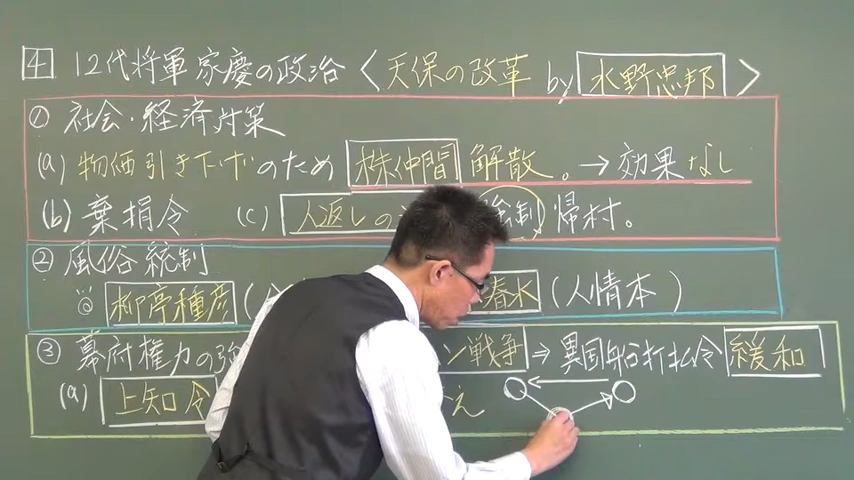 4 12代将軍家慶の政治〈天保の改革 by 水野忠邦〉
① 社会・経済対策
(a) 物価引き下げのため 株仲間 解散。→効果なし
(b) 棄捐令 (c) 人返しの 強制 帰村。
② 風俗統制
柳亭種彦( 春水(人情本)
③ 幕府権力の強 ン戦争⇒異国船打払令 緩和
(a) 上知令 え